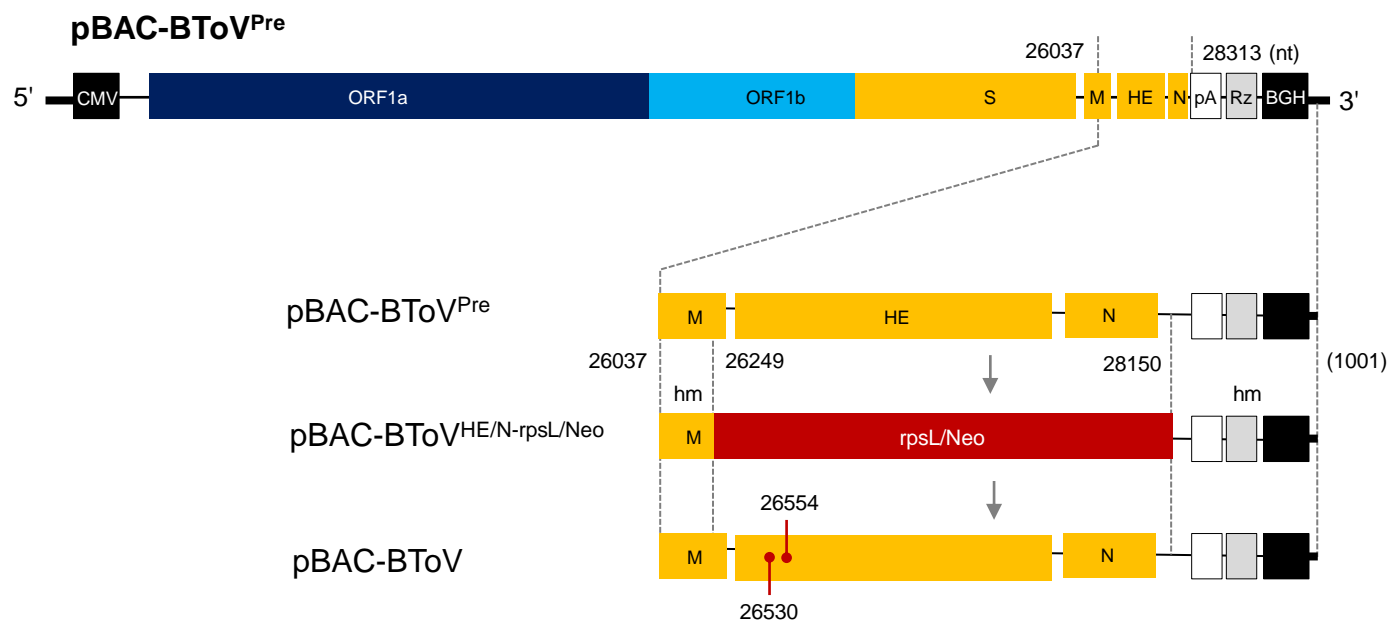 pBAC-BToVPre
26037 28313 (nt)
5' CMV ORF1a ORF1b S M HE N pA Rz BGH 3'
pBAC-BToVPre M HE N
26037 26249 28150 (1001)
hm hm
pBAC-BToVHE/N-rpsL/Neo M rpsL/Neo
26554
pBAC-BToV M N
26530